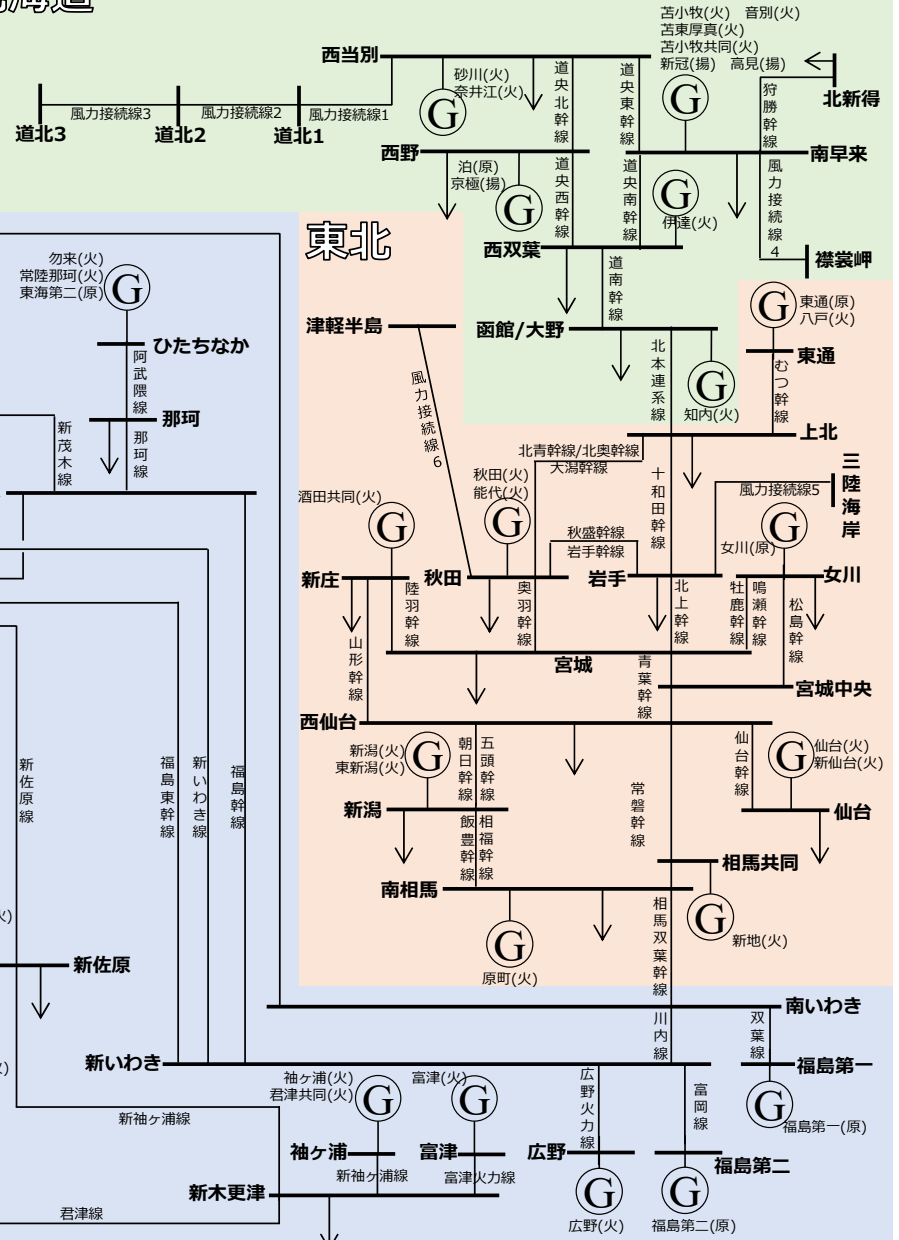 北海道
苫小牧(火) 音別(火)
苫東厚真(火)
苫小牧共同(火)
新冠(揚) 高見(揚)
西当別
砂川(火)
奈井江(火)
G
道央北幹線
道央東幹線
G
狩勝幹線
北新得
道北3
風力接続線3
道北2
風力接続線2
道北1
風力接続線1
西野
泊(原)
京極(揚)
G
道央西幹線
道央南幹線
G
伊達(火)
南早来
風力接続線4
襟裳岬
西双葉
道南幹線
函館/大野
北本連系線
G
知内(火)
東北
津軽半島
風力接続線6
G
東通(原)
八戸(火)
東通
むつ幹線
上北
北青幹線/北奥幹線
大潟幹線
十和田幹線
三陸海岸
風力接続線5
勿来(火)
常陸那珂(火)
東海第二(原)
G
ひたちなか
阿武隈線
那珂
那珂線
新茂木線
酒田共同(火)
G
秋田(火)
能代(火)
G
秋盛幹線
岩手幹線
女川(原)
G
新庄
秋田
岩手
女川
陸羽幹線
奥羽幹線
北上幹線
牡鹿幹線
鳴瀬幹線
松島幹線
山形幹線
宮城
青葉幹線
宮城中央
西仙台
新潟(火)
東新潟(火)
G
朝日幹線
五頭幹線
仙台幹線
G
仙台(火)
新仙台(火)
新潟
飯豊幹線
相福幹線
常磐幹線
仙台
相馬共同
南相馬
G
原町(火)
相馬双葉幹線
G
新地(火)
新佐原線
福島東幹線
新いわき線
福島幹線
火)
新佐原
南いわき
川内線
双葉線
新いわき
福島第一
G
福島第一(原)
袖ヶ浦(火)
君津共同(火)
G
富津(火)
G
広野火力線
富岡線
新袖ヶ浦線
袖ヶ浦
富津
広野
福島第二
新袖ヶ浦線
富津火力線
新木更津
G
広野(火)
G
福島第二(原)
君津線